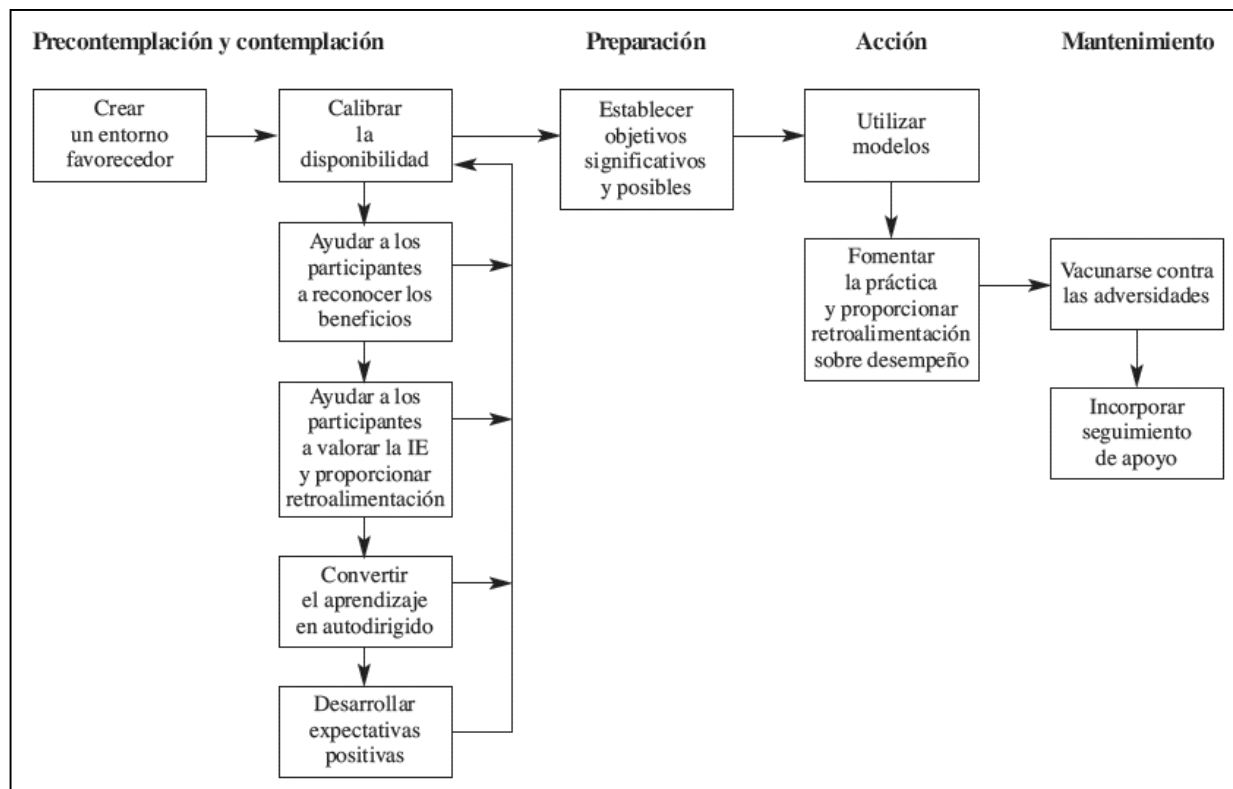 Precontemplación y contemplación
Preparación
Acción
Mantenimiento
Crear
un entorno
favorecedor
Calibrar
la
disponibilidad
Ayudar a los
participantes
a reconocer los
beneficios
Ayudar a los
participantes
a valorar la IE
y proporcionar
retroalimentación
Convertir
el aprendizaje
en autodirigido
Desarrollar
expectativas
positivas
Establecer
objetivos
significativos
y posibles
Utilizar
modelos
Fomentar
la práctica
y proporcionar
retroalimentación
sobre desempeño
Vacunarse contra
las adversidades
Incorporar
seguimiento
de apoyo